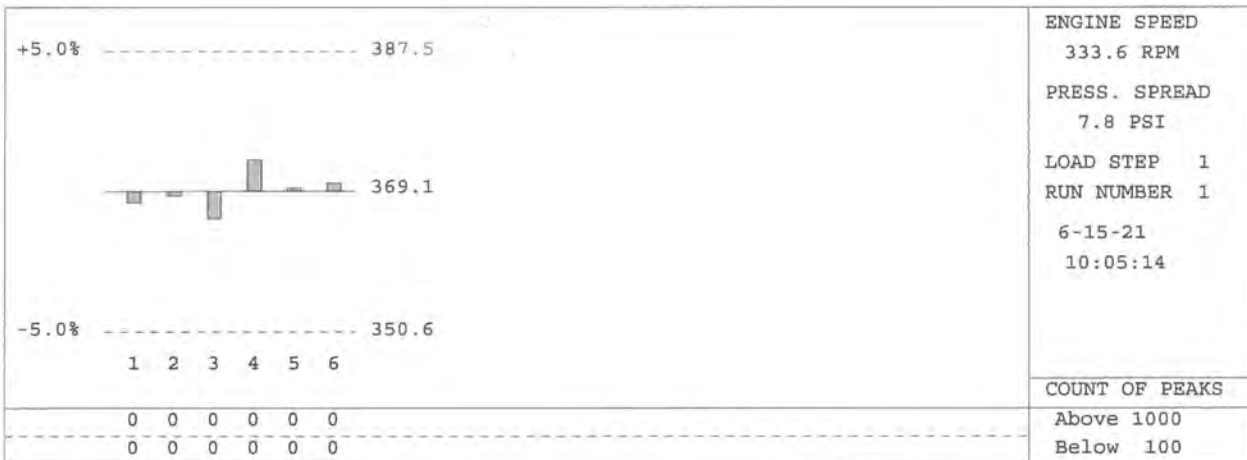 +5.0% 387.5
369.1
-5.0% 350.6
1 2 3 4 5 6
ENGINE SPEED
333.6 RPM
PRESS. SPREAD
7.8 PSI
LOAD STEP 1
RUN NUMBER 1
6-15-21
10:05:14
COUNT OF PEAKS
0 0 0 0 0 0 Above 1000
0 0 0 0 0 0 Below 100